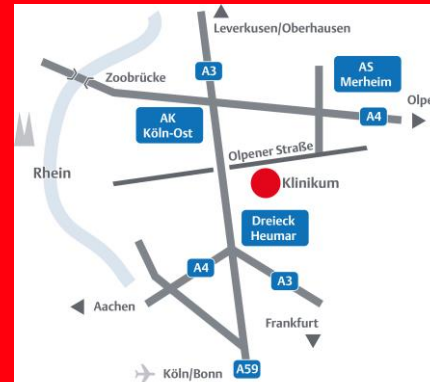 Leverkusen/Oberhausen
A3
AS
Merheim
Zoobrücke
AK
Köln-Ost
A4
Olpe
Olpener Straße
Rhein
Klinikum
Dreieck
Heumar
A4
A3
Aachen
Frankfurt
Köln/Bonn
A59